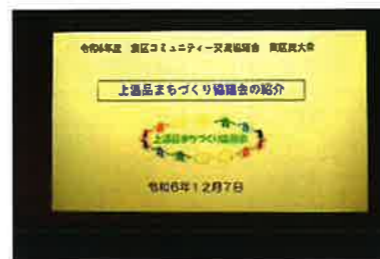 令和6年度 東区コミュニティー交流協議会 東区民大会
上温品まちづくり協議会の紹介
上温品まちづくり協議会
令和6年12月7日